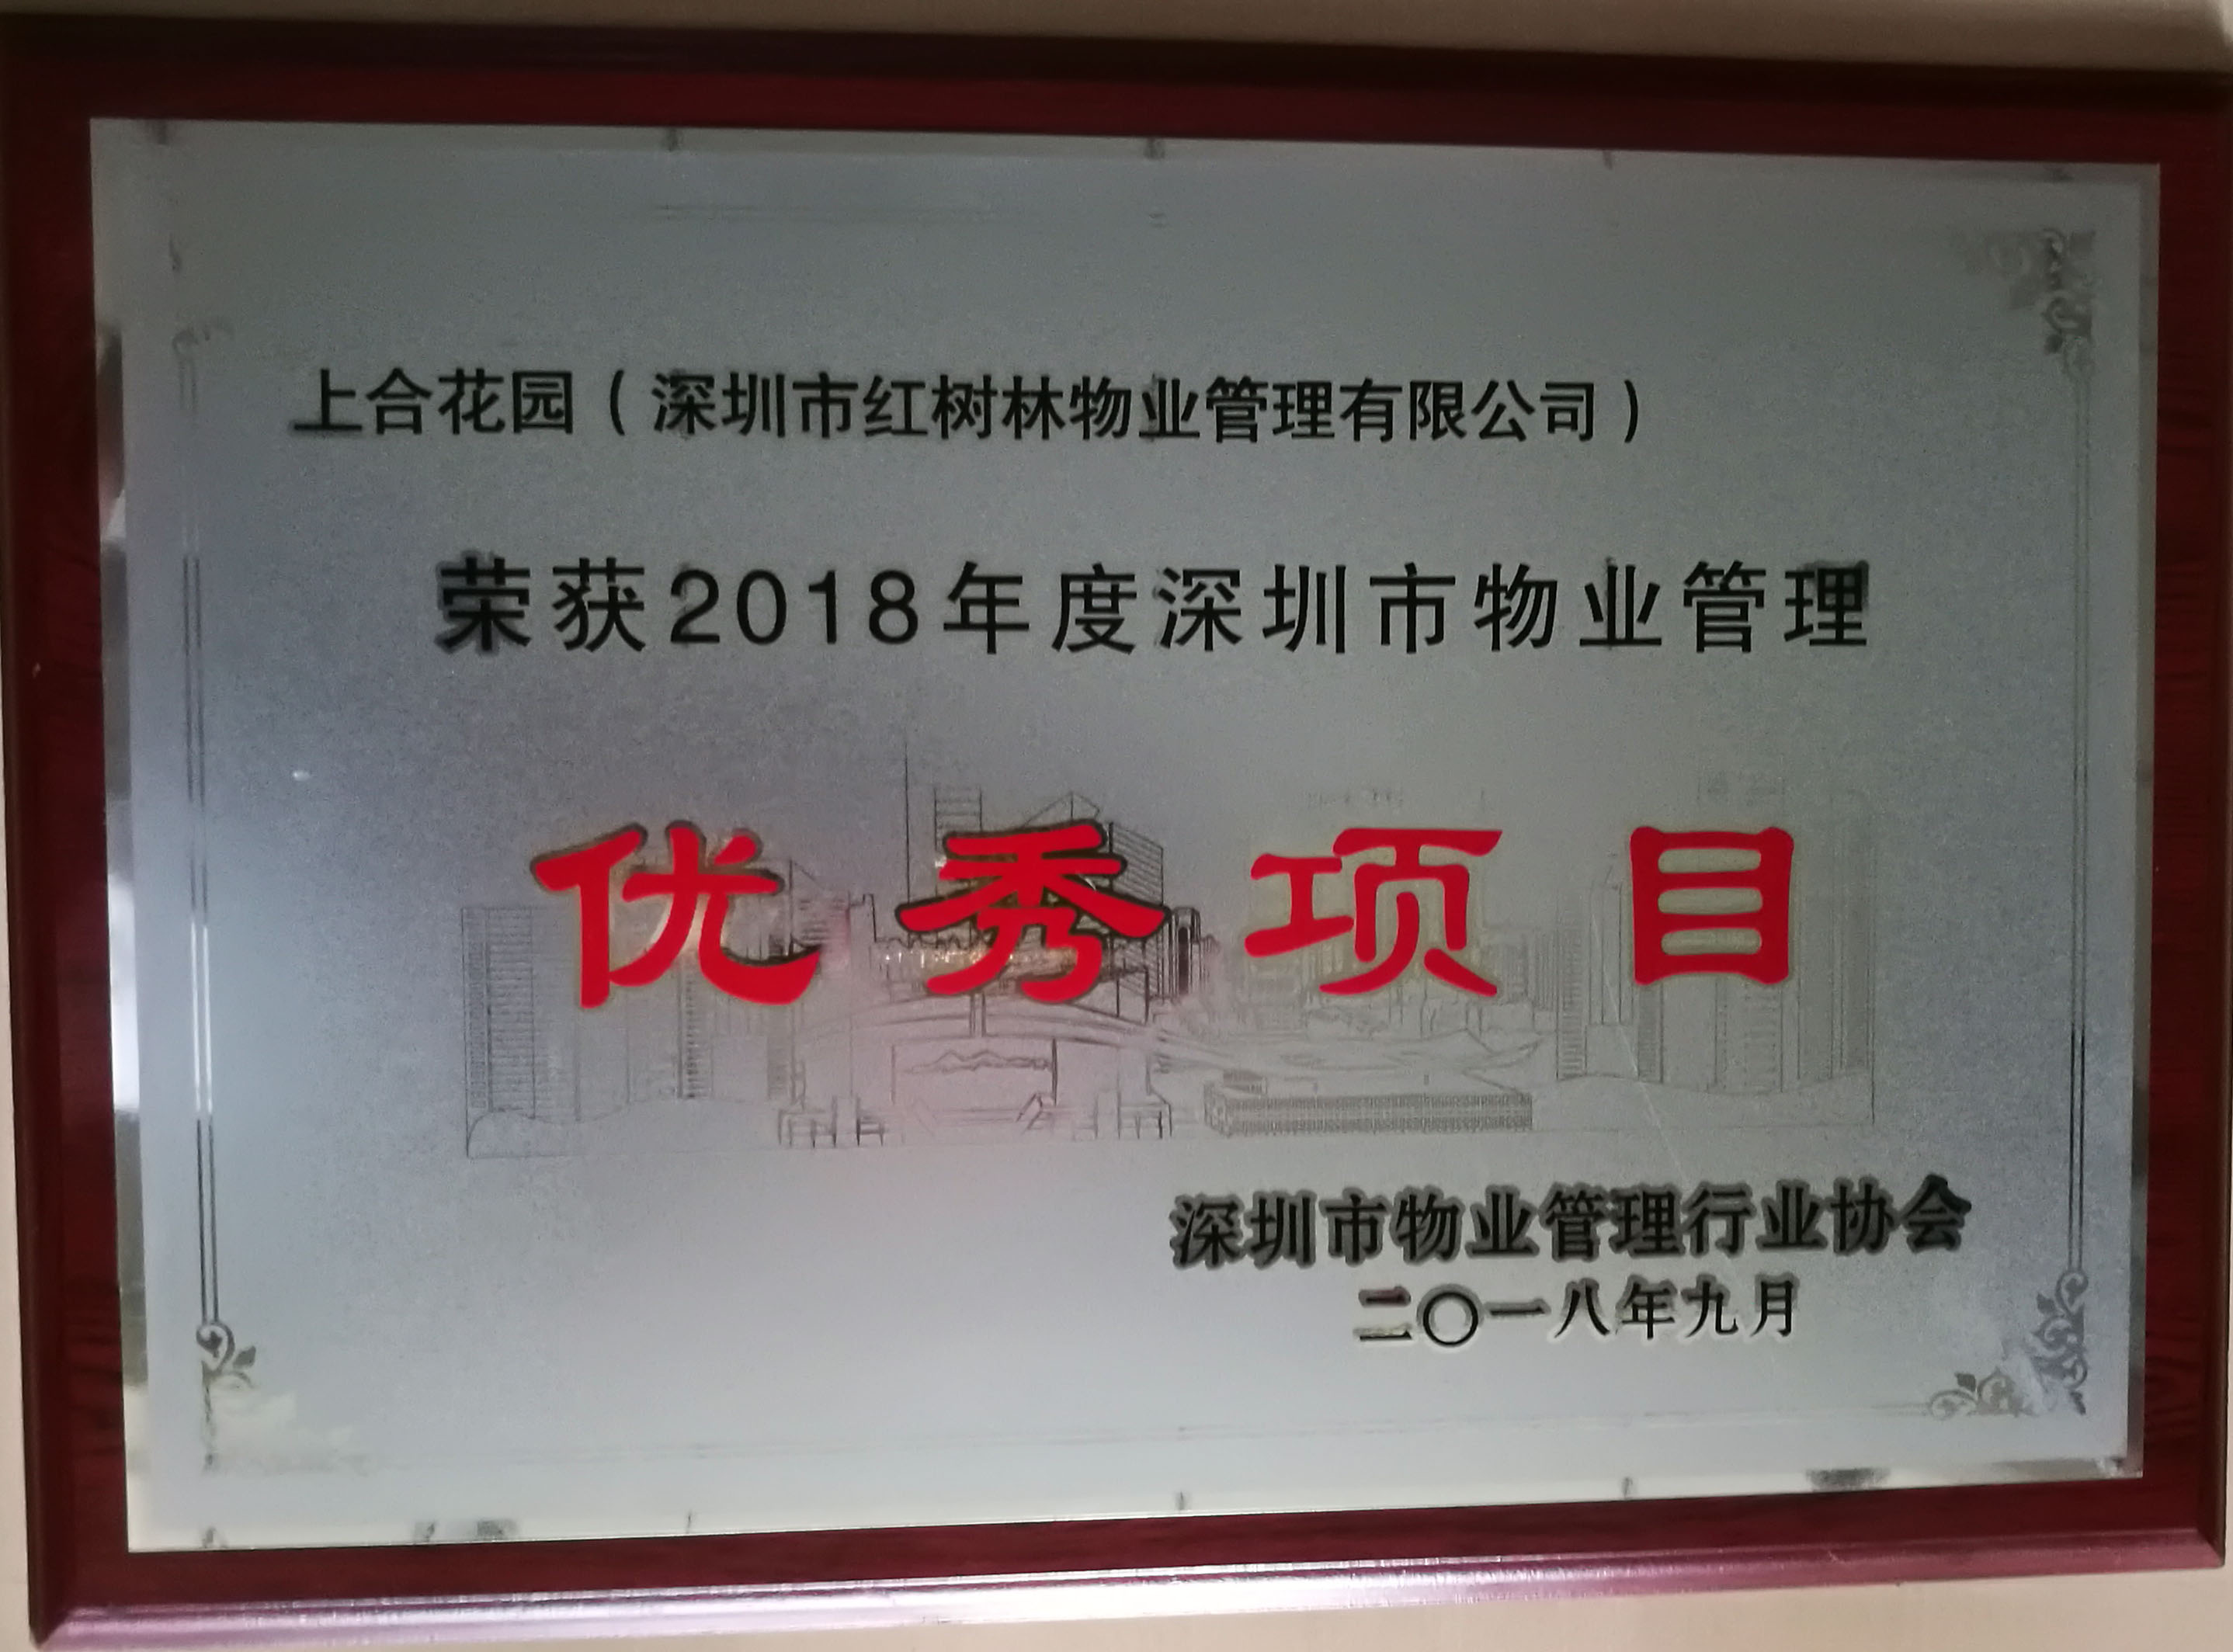 上合花园（深圳市红树林物业管理有限公司）
荣获2018年度深圳市物业管理
优秀项目
深圳市物业管理行业协会
二〇一八年九月